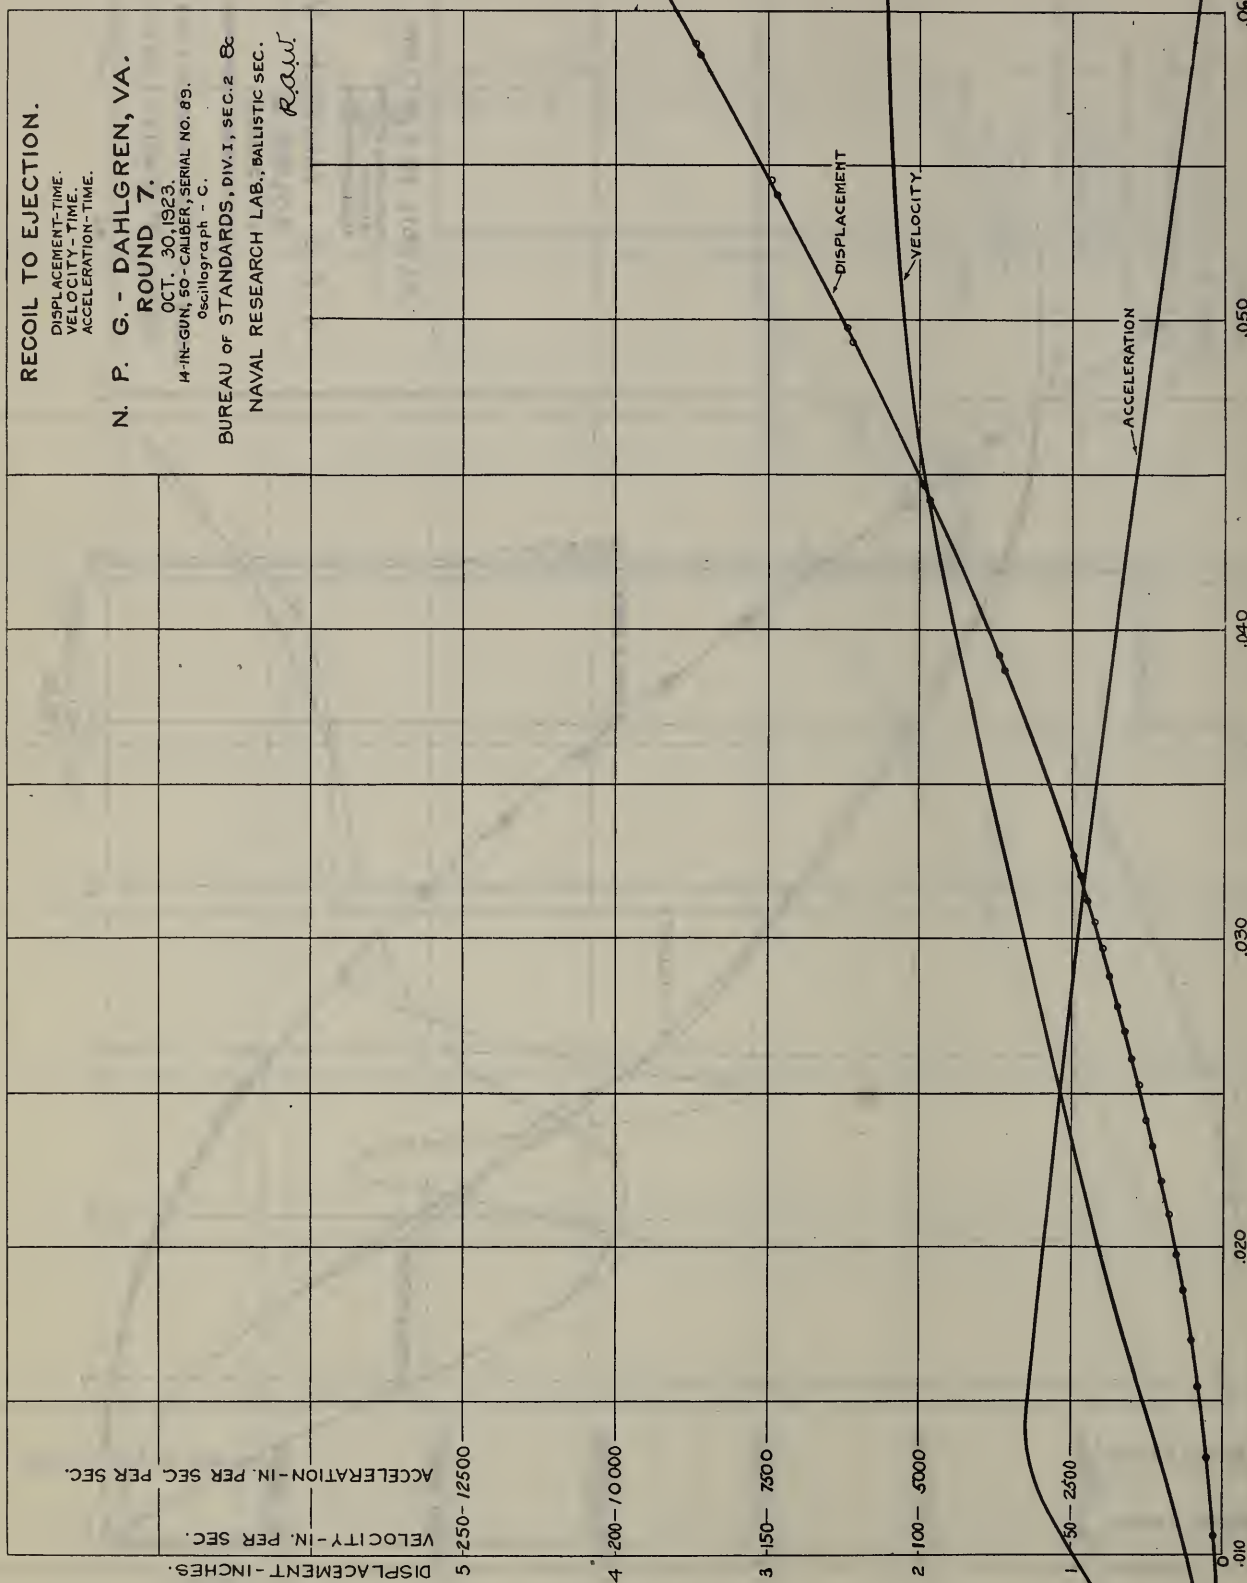 RECOIL TO EJECTION.
DISPLACEMENT-TIME.
VELOCITY-TIME.
ACCELERATION-TIME.
N. P. G. - DAHLGREN, VA.
ROUND 7.
OCT. 30, 1923.
14-IN-GUN, 50-CALIBER, SERIAL NO. 89.
Oscillograph - C.
BUREAU OF STANDARDS, DIV. I, SEC. 2 &
NAVAL RESEARCH LAB., BALLISTIC SEC.
R.A.W.
DISPLACEMENT
VELOCITY
ACCELERATION
ACCELERATION-IN. PER SEC. PER SEC.
VELOCITY-IN. PER SEC.
DISPLACEMENT-INCHES.
5-250-12500
4-200-10000
3-150-7500
2-100-5000
1-50-2500
0
.010
.020
.030
.040
.050
.06